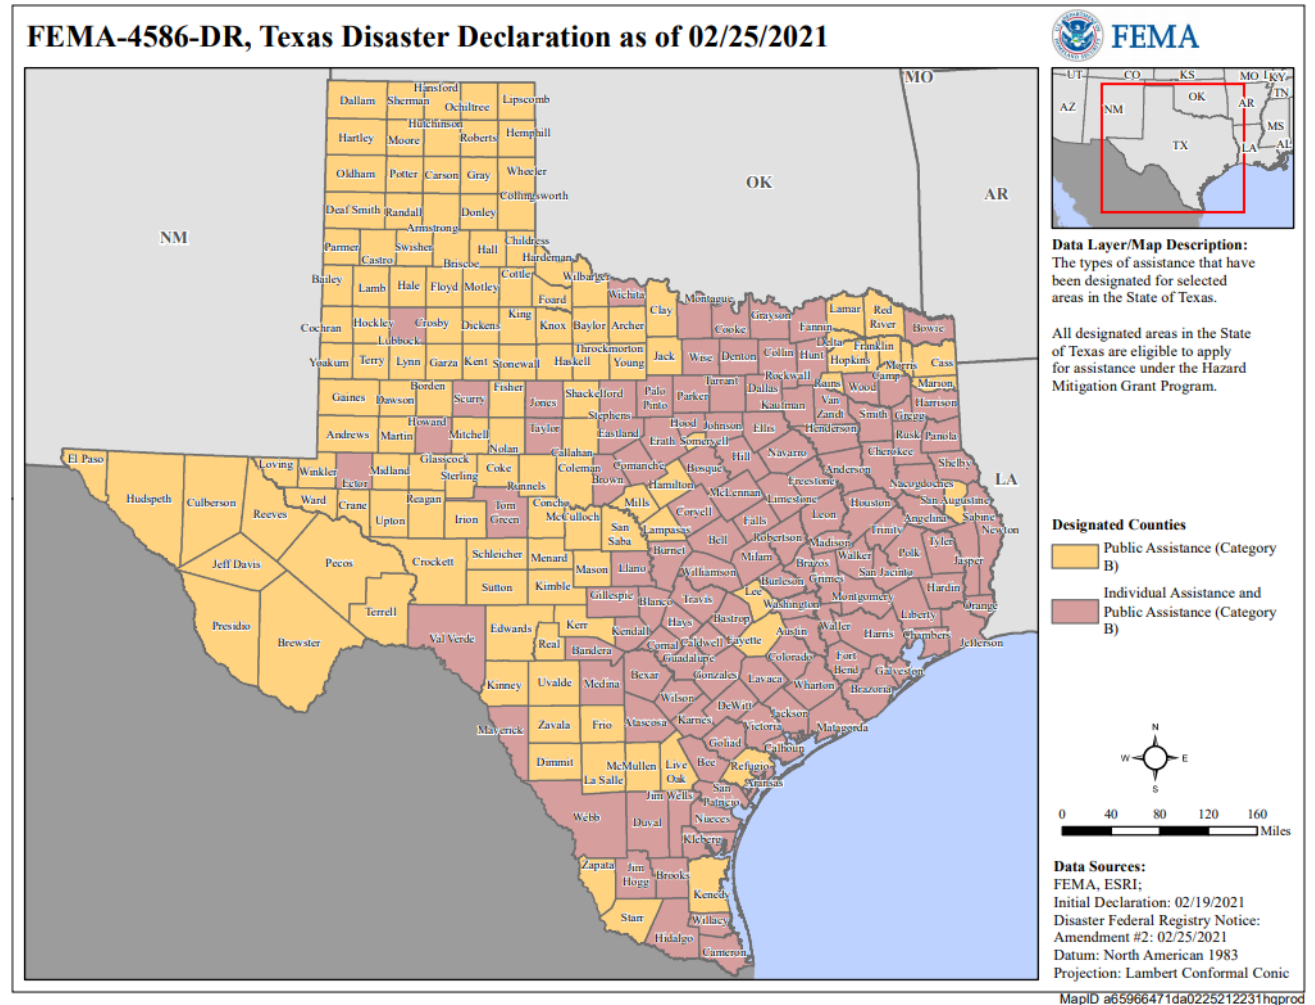 FEMA-4586-DR, Texas Disaster Declaration as of 02/25/2021
FEMA
MO
OK
AR
NM
LA
Hansford
Dallam Sherman Ochiltree Lipscomb
Hutchinson
Hartley Moore Roberts Hemphill
Oldham Potter Carson Gray Wheeler
Collingsworth
Deaf Smith Randall Donley
Armstrong
Parmer Castro Swisher Briscoe Hall Childress
Hardeman
Bailey Lamb Hale Floyd Motley Cottle Foard Wilbarger Wichita
Clay Montague Cooke Grayson Fannin Lamar Red River Bowie
Cochran Hockley Lubbock Crosby Dickens King Knox Baylor Archer
Throckmorton
Yoakum Terry Lynn Garza Kent Stonewall Haskell Young Jack Wise Denton Collin Hunt
Delta Hopkins Franklin Morris Cass
Rockwall Rains Wood Camp Marion
Gaines Dawson Borden Scurry Fisher Jones Shackelford Stephens Palo Pinto Parker Tarrant Dallas Kaufman Van Zandt Smith Gregg Harrison
Andrews Martin Howard Mitchell Nolan Taylor Callahan Eastland Erath Hood Somervell Johnson Ellis Henderson Rusk Panola
El Paso Hudspeth Culberson Loving Winkler Ector Midland Glasscock Sterling Coke Runnels Coleman Brown Comanche Bosque Hill Navarro Anderson Cherokee Shelby
Reeves Ward Crane Upton Reagan Irion Tom Green Concho McCulloch Mills Hamilton McLennan Limestone Freestone Houston Nacogdoches San Augustine Sabine
Jeff Davis Pecos Crockett Schleicher Menard San Saba Lampasas Coryell Bell Falls Robertson Leon Madison Trinity Angelina Newton
Sutton Kimble Mason Llano Burnet Williamson Milam Brazos Walker Polk Tyler Jasper
Presidio Brewster Terrell Val Verde Edwards Kerr Gillespie Blanco Travis Lee Burleson Grimes San Jacinto Hardin
Real Bandera Kendall Hays Bastrop Washington Montgomery Liberty Orange
Kinney Uvalde Medina Bexar Comal Caldwell Fayette Austin Waller Harris Chambers Jefferson
Guadalupe Gonzales Lavaca Colorado Fort Bend Galveston
Maverick Zavala Frio Atascosa Wilson Karnes DeWitt Jackson Wharton Brazoria
Goliad Victoria Matagorda
Dimmit La Salle McMullen Live Oak Bee Refugio Calhoun
Aransas
Webb Duval Jim Wells San Patricio
Nueces
Kleberg
Zapata Jim Hogg Brooks Kenedy
Starr Hidalgo Willacy
Cameron
UT CO KS MO KY
AZ NM OK AR TN
TX MS
LA AL
Data Layer/Map Description:
The types of assistance that have
been designated for selected
areas in the State of Texas.
All designated areas in the State
of Texas are eligible to apply
for assistance under the Hazard
Mitigation Grant Program.
Designated Counties
Public Assistance (Category
B)
Individual Assistance and
Public Assistance (Category
B)
N
W E
S
0 40 80 120 160
Miles
Data Sources:
FEMA, ESRI;
Initial Declaration: 02/19/2021
Disaster Federal Registry Notice:
Amendment #2: 02/25/2021
Datum: North American 1983
Projection: Lambert Conformal Conic
MapID a65966471da0225212231hqprod